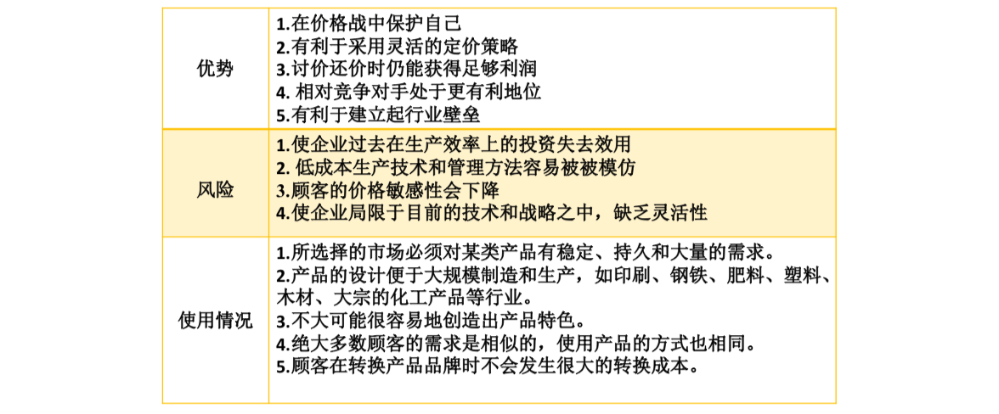 优势
1.在价格战中保护自己
2.有利于采用灵活的定价策略
3.讨价还价时仍能获得足够利润
4. 相对竞争对手处于更有利地位
5.有利于建立起行业壁垒
风险
1.使企业过去在生产效率上的投资失去效用
2. 低成本生产技术和管理方法容易被被模仿
3.顾客的价格敏感性会下降
4.使企业局限于目前的技术和战略之中，缺乏灵活性
使用情况
1.所选择的市场必须对某类产品有稳定、持久和大量的需求。
2.产品的设计便于大规模制造和生产，如印刷、钢铁、肥料、塑料、
木材、大宗的化工产品等行业。
3.不大可能很容易地创造出产品特色。
4.绝大多数顾客的需求是相似的，使用产品的方式也相同。
5.顾客在转换产品品牌时不会发生很大的转换成本。